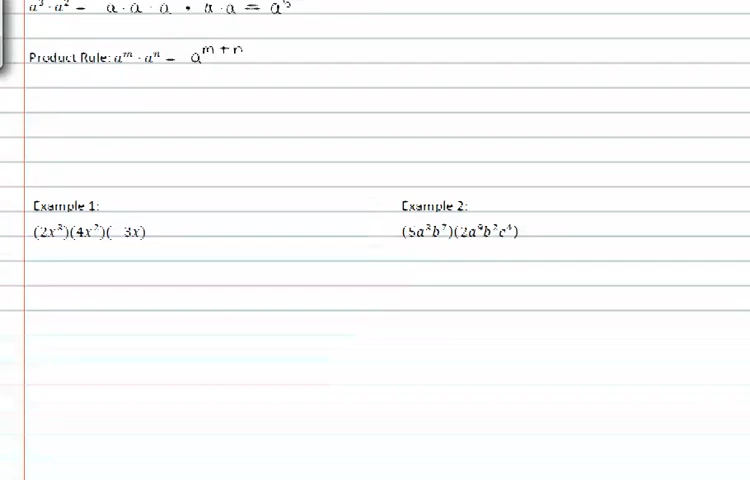 a³ · a² = a · a · a · a · a = a⁵
Product Rule: aᵐ · aⁿ = aᵐ⁺ⁿ
Example 1: Example 2:
(2x³)(4x²)( 3x) (5a³b⁷)(2a⁹b²c⁴)